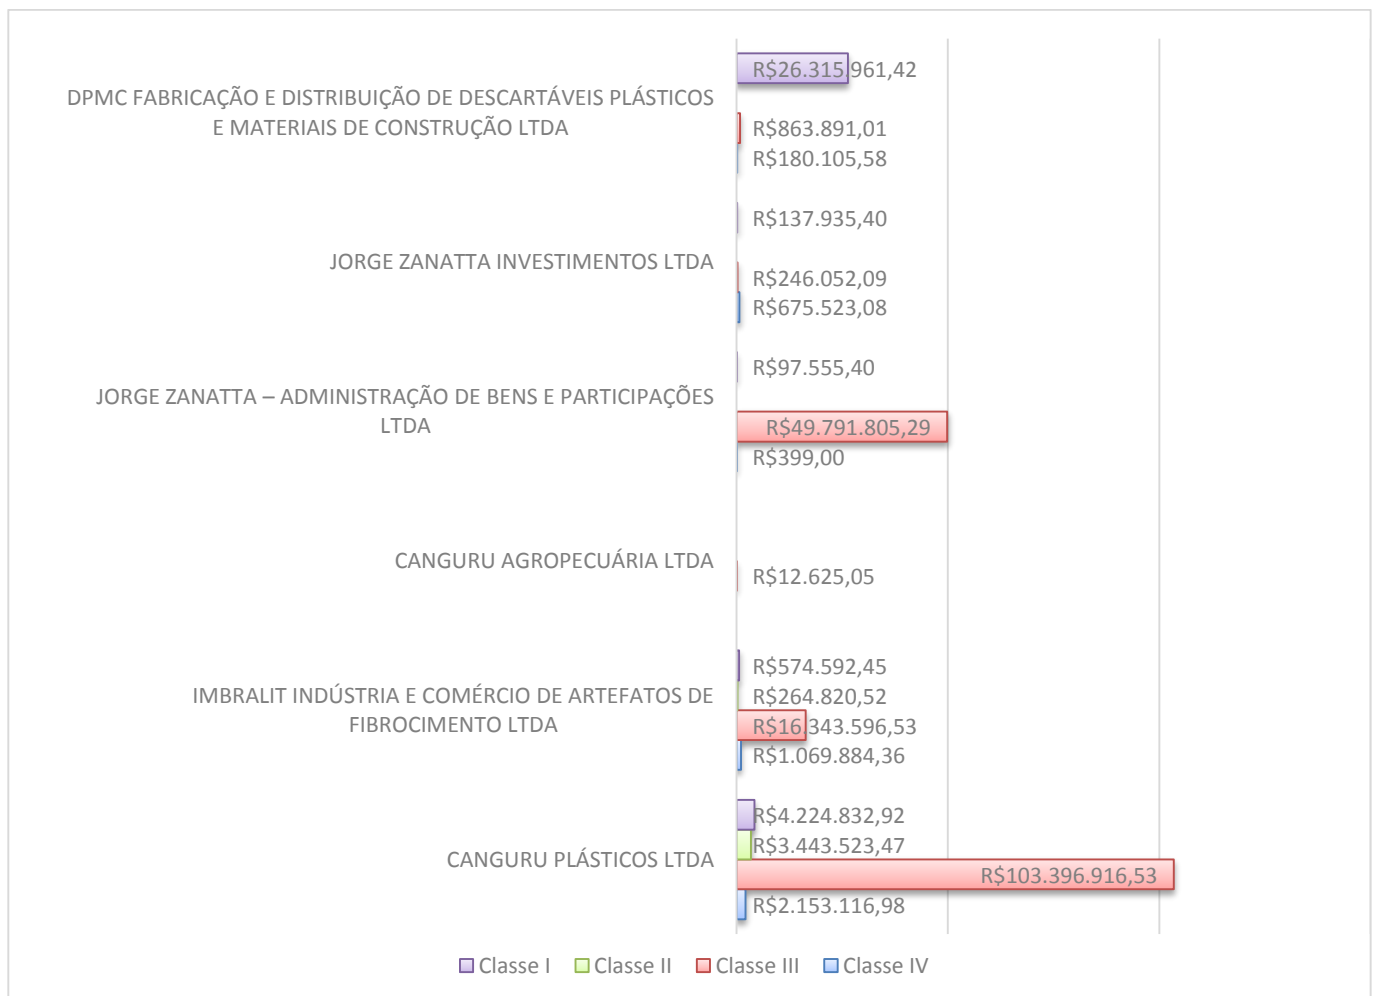 R$26.315.961,42
DPMC FABRICAÇÃO E DISTRIBUIÇÃO DE DESCARTÁVEIS PLÁSTICOS
E MATERIAIS DE CONSTRUÇÃO LTDA
R$863.891,01
R$180.105,58
R$137.935,40
JORGE ZANATTA INVESTIMENTOS LTDA
R$246.052,09
R$675.523,08
R$97.555,40
JORGE ZANATTA – ADMINISTRAÇÃO DE BENS E PARTICIPAÇÕES
LTDA
R$49.791.805,29
R$399,00
CANGURU AGROPECUÁRIA LTDA
R$12.625,05
R$574.592,45
IMBRALIT INDÚSTRIA E COMÉRCIO DE ARTEFATOS DE
FIBROCIMENTO LTDA
R$264.820,52
R$16.343.596,53
R$1.069.884,36
R$4.224.832,92
R$3.443.523,47
CANGURU PLÁSTICOS LTDA
R$103.396.916,53
R$2.153.116,98
Classe I Classe II Classe III Classe IV